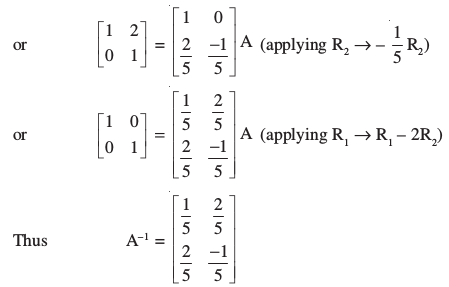 or [1 2; 0 1] = [1 0; 2/5 -1/5] A (applying R₂ → – 1/5 R₂)
or [1 0; 0 1] = [1/5 2/5; 2/5 -1/5] A (applying R₁ → R₁ – 2R₂)
Thus A⁻¹ = [1/5 2/5; 2/5 -1/5]